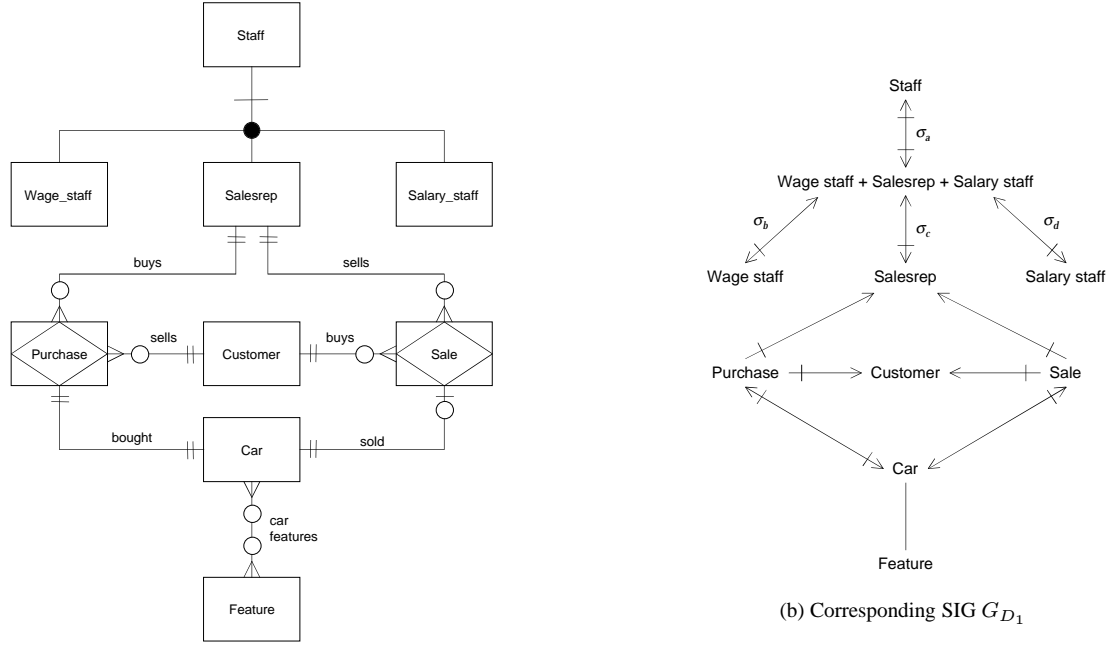 Staff
Wage_staff
Salesrep
Salary_staff
buys
sells
Purchase
sells
Customer
buys
Sale
bought
Car
sold
car
features
Feature
Staff
σa
Wage staff + Salesrep + Salary staff
σb
σc
σd
Wage staff
Salesrep
Salary staff
Purchase
Customer
Sale
Car
Feature
(b) Corresponding SIG GD1